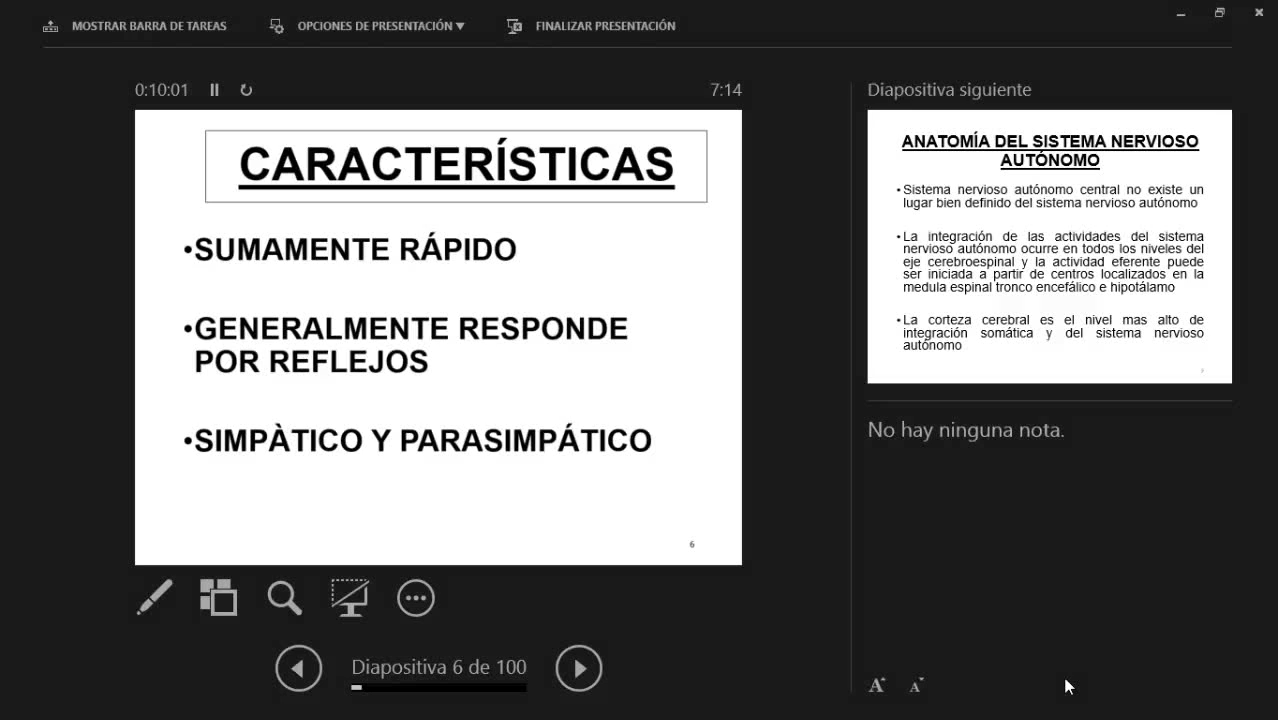 MOSTRAR BARRA DE TAREAS
OPCIONES DE PRESENTACIÓN
FINALIZAR PRESENTACIÓN
0:10:01
7:14
CARACTERÍSTICAS
•SUMAMENTE RÁPIDO
•GENERALMENTE RESPONDE
POR REFLEJOS
•SIMPÀTICO Y PARASIMPÁTICO
6
Diapositiva 6 de 100
Diapositiva siguiente
ANATOMÍA DEL SISTEMA NERVIOSO
AUTÓNOMO
•Sistema nervioso autónomo central no existe un
lugar bien definido del sistema nervioso autónomo
•La integración de las actividades del sistema
nervioso autónomo ocurre en todos los niveles del
eje cerebroespinal y la actividad eferente puede
ser iniciada a partir de centros localizados en la
medula espinal tronco encefálico e hipotálamo
•La corteza cerebral es el nivel mas alto de
integración somática y del sistema nervioso
autónomo
No hay ninguna nota.
A A